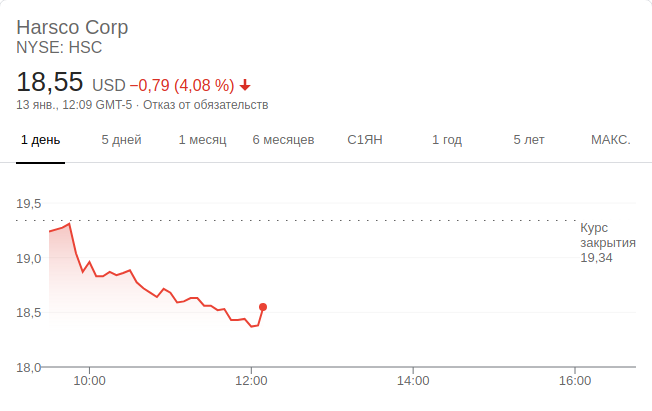 Harsco Corp
NYSE: HSC
18,55 USD −0,79 (4,08 %)
13 янв., 12:09 GMT-5 · Отказ от обязательств
1 день 5 дней 1 месяц 6 месяцев С1ЯН 1 год 5 лет МАКС.
19,5
Курс
закрытия
19,34
19,0
18,5
18,0
10:00 12:00 14:00 16:00